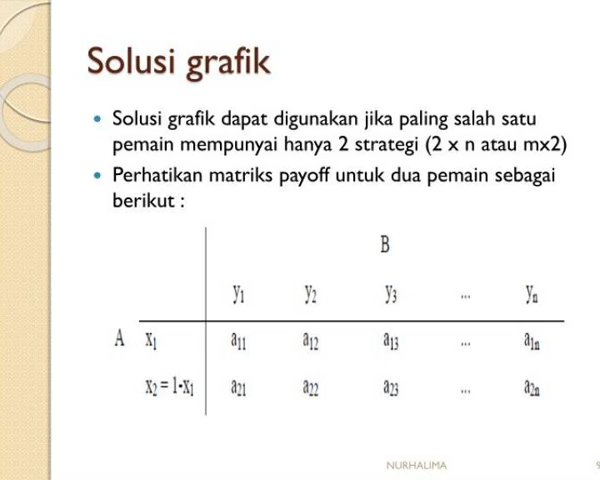 Solusi grafik
• Solusi grafik dapat digunakan jika paling salah satu
pemain mempunyai hanya 2 strategi (2 x n atau mx2)
• Perhatikan matriks payoff untuk dua pemain sebagai
berikut :
B
y₁ y₂ y₃ ... yₙ
A x₁ a₁₁ a₁₂ a₁₃ ... a₁ₙ
x₂ = 1-x₁ a₂₁ a₂₂ a₂₃ ... a₂ₙ
NURHALIMA 9